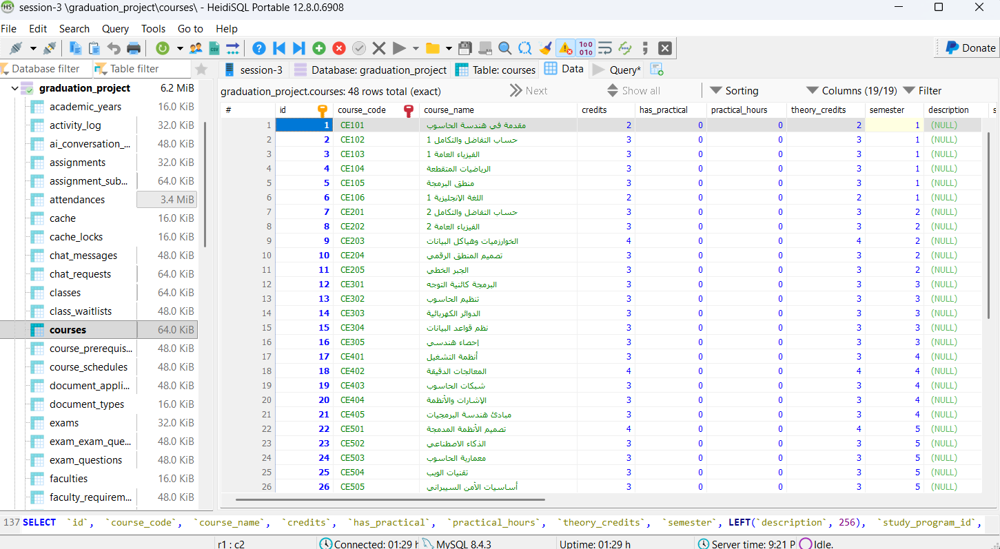 session-3 \graduation_project\courses\ - HeidiSQL Portable 12.8.0.6908
File Edit Search Query Tools Go to Help
Donate
Database filter Table filter session-3 Database: graduation_project Table: courses Data Query*
graduation_project 6.2 MiB
academic_years 16.0 KiB
activity_log 32.0 KiB
ai_conversation_... 48.0 KiB
assignments 32.0 KiB
assignment_sub... 64.0 KiB
attendances 3.4 MiB
cache 16.0 KiB
cache_locks 16.0 KiB
chat_messages 48.0 KiB
chat_requests 64.0 KiB
classes 64.0 KiB
class_waitlists 48.0 KiB
courses 64.0 KiB
course_prerequis... 48.0 KiB
course_schedules 48.0 KiB
document_appli... 48.0 KiB
document_types 16.0 KiB
exams 32.0 KiB
exam_exam_que... 48.0 KiB
exam_questions 48.0 KiB
faculties 16.0 KiB
faculty_requirem... 48.0 KiB
graduation_project.courses: 48 rows total (exact) Next Show all Sorting Columns (19/19) Filter
# id course_code course_name credits has_practical practical_hours theory_credits semester description s
1 1 CE101 مقدمة في هندسة الحاسوب 2 0 0 2 1 (NULL)
2 2 CE102 حساب التفاضل والتكامل 1 3 0 0 3 1 (NULL)
3 3 CE103 الفيزياء العامة 1 3 0 0 3 1 (NULL)
4 4 CE104 الرياضيات المتقطعة 3 0 0 3 1 (NULL)
5 5 CE105 منطق البرمجة 3 0 0 3 1 (NULL)
6 6 CE106 اللغة الإنجليزية 1 2 0 0 2 1 (NULL)
7 7 CE201 حساب التفاضل والتكامل 2 3 0 0 3 2 (NULL)
8 8 CE202 الفيزياء العامة 2 3 0 0 3 2 (NULL)
9 9 CE203 الخوارزميات وهياكل البيانات 4 0 0 4 2 (NULL)
10 10 CE204 تصميم المنطق الرقمي 3 0 0 3 2 (NULL)
11 11 CE205 الجبر الخطي 3 0 0 3 2 (NULL)
12 12 CE301 البرمجة كائنية التوجه 3 0 0 3 3 (NULL)
13 13 CE302 تنظيم الحاسوب 3 0 0 3 3 (NULL)
14 14 CE303 الدوائر الكهربائية 3 0 0 3 3 (NULL)
15 15 CE304 نظم قواعد البيانات 3 0 0 3 3 (NULL)
16 16 CE305 إحصاء هندسي 3 0 0 3 3 (NULL)
17 17 CE401 أنظمة التشغيل 3 0 0 3 4 (NULL)
18 18 CE402 المعالجات الدقيقة 4 0 0 4 4 (NULL)
19 19 CE403 شبكات الحاسوب 3 0 0 3 4 (NULL)
20 20 CE404 الإشارات والأنظمة 3 0 0 3 4 (NULL)
21 21 CE405 مبادئ هندسة البرمجيات 3 0 0 3 4 (NULL)
22 22 CE501 تصميم الأنظمة المدمجة 4 0 0 4 5 (NULL)
23 23 CE502 الذكاء الاصطناعي 3 0 0 3 5 (NULL)
24 24 CE503 معمارية الحاسوب 3 0 0 3 5 (NULL)
25 25 CE504 تقنيات الويب 3 0 0 3 5 (NULL)
26 26 CE505 أساسيات الأمن السيبراني 3 0 0 3 5 (NULL)
137 SELECT `id`, `course_code`, `course_name`, `credits`, `has_practical`, `practical_hours`, `theory_credits`, `semester`, LEFT(`description`, 256), `study_program_id`,
r1 : c2 Connected: 01:29 h MySQL 8.4.3 Uptime: 01:29 h Server time: 9:21 P Idle.